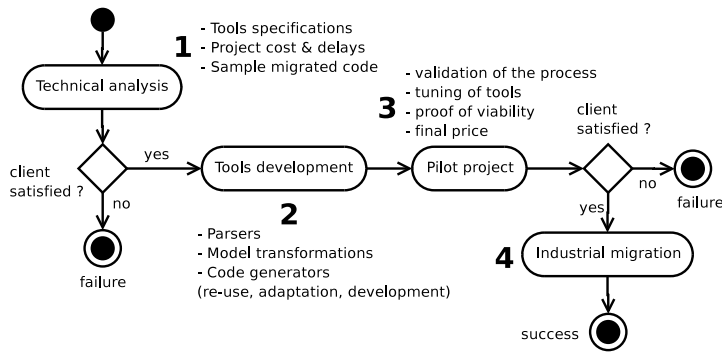 1
- Tools specifications
- Project cost & delays
- Sample migrated code
Technical analysis
client
satisfied ?
yes
no
failure
Tools development
2
- Parsers
- Model transformations
- Code generators
(re-use, adaptation, development)
3
- validation of the process
- tuning of tools
- proof of viability
- final price
Pilot project
client
satisfied ?
no
failure
yes
4
Industrial migration
success